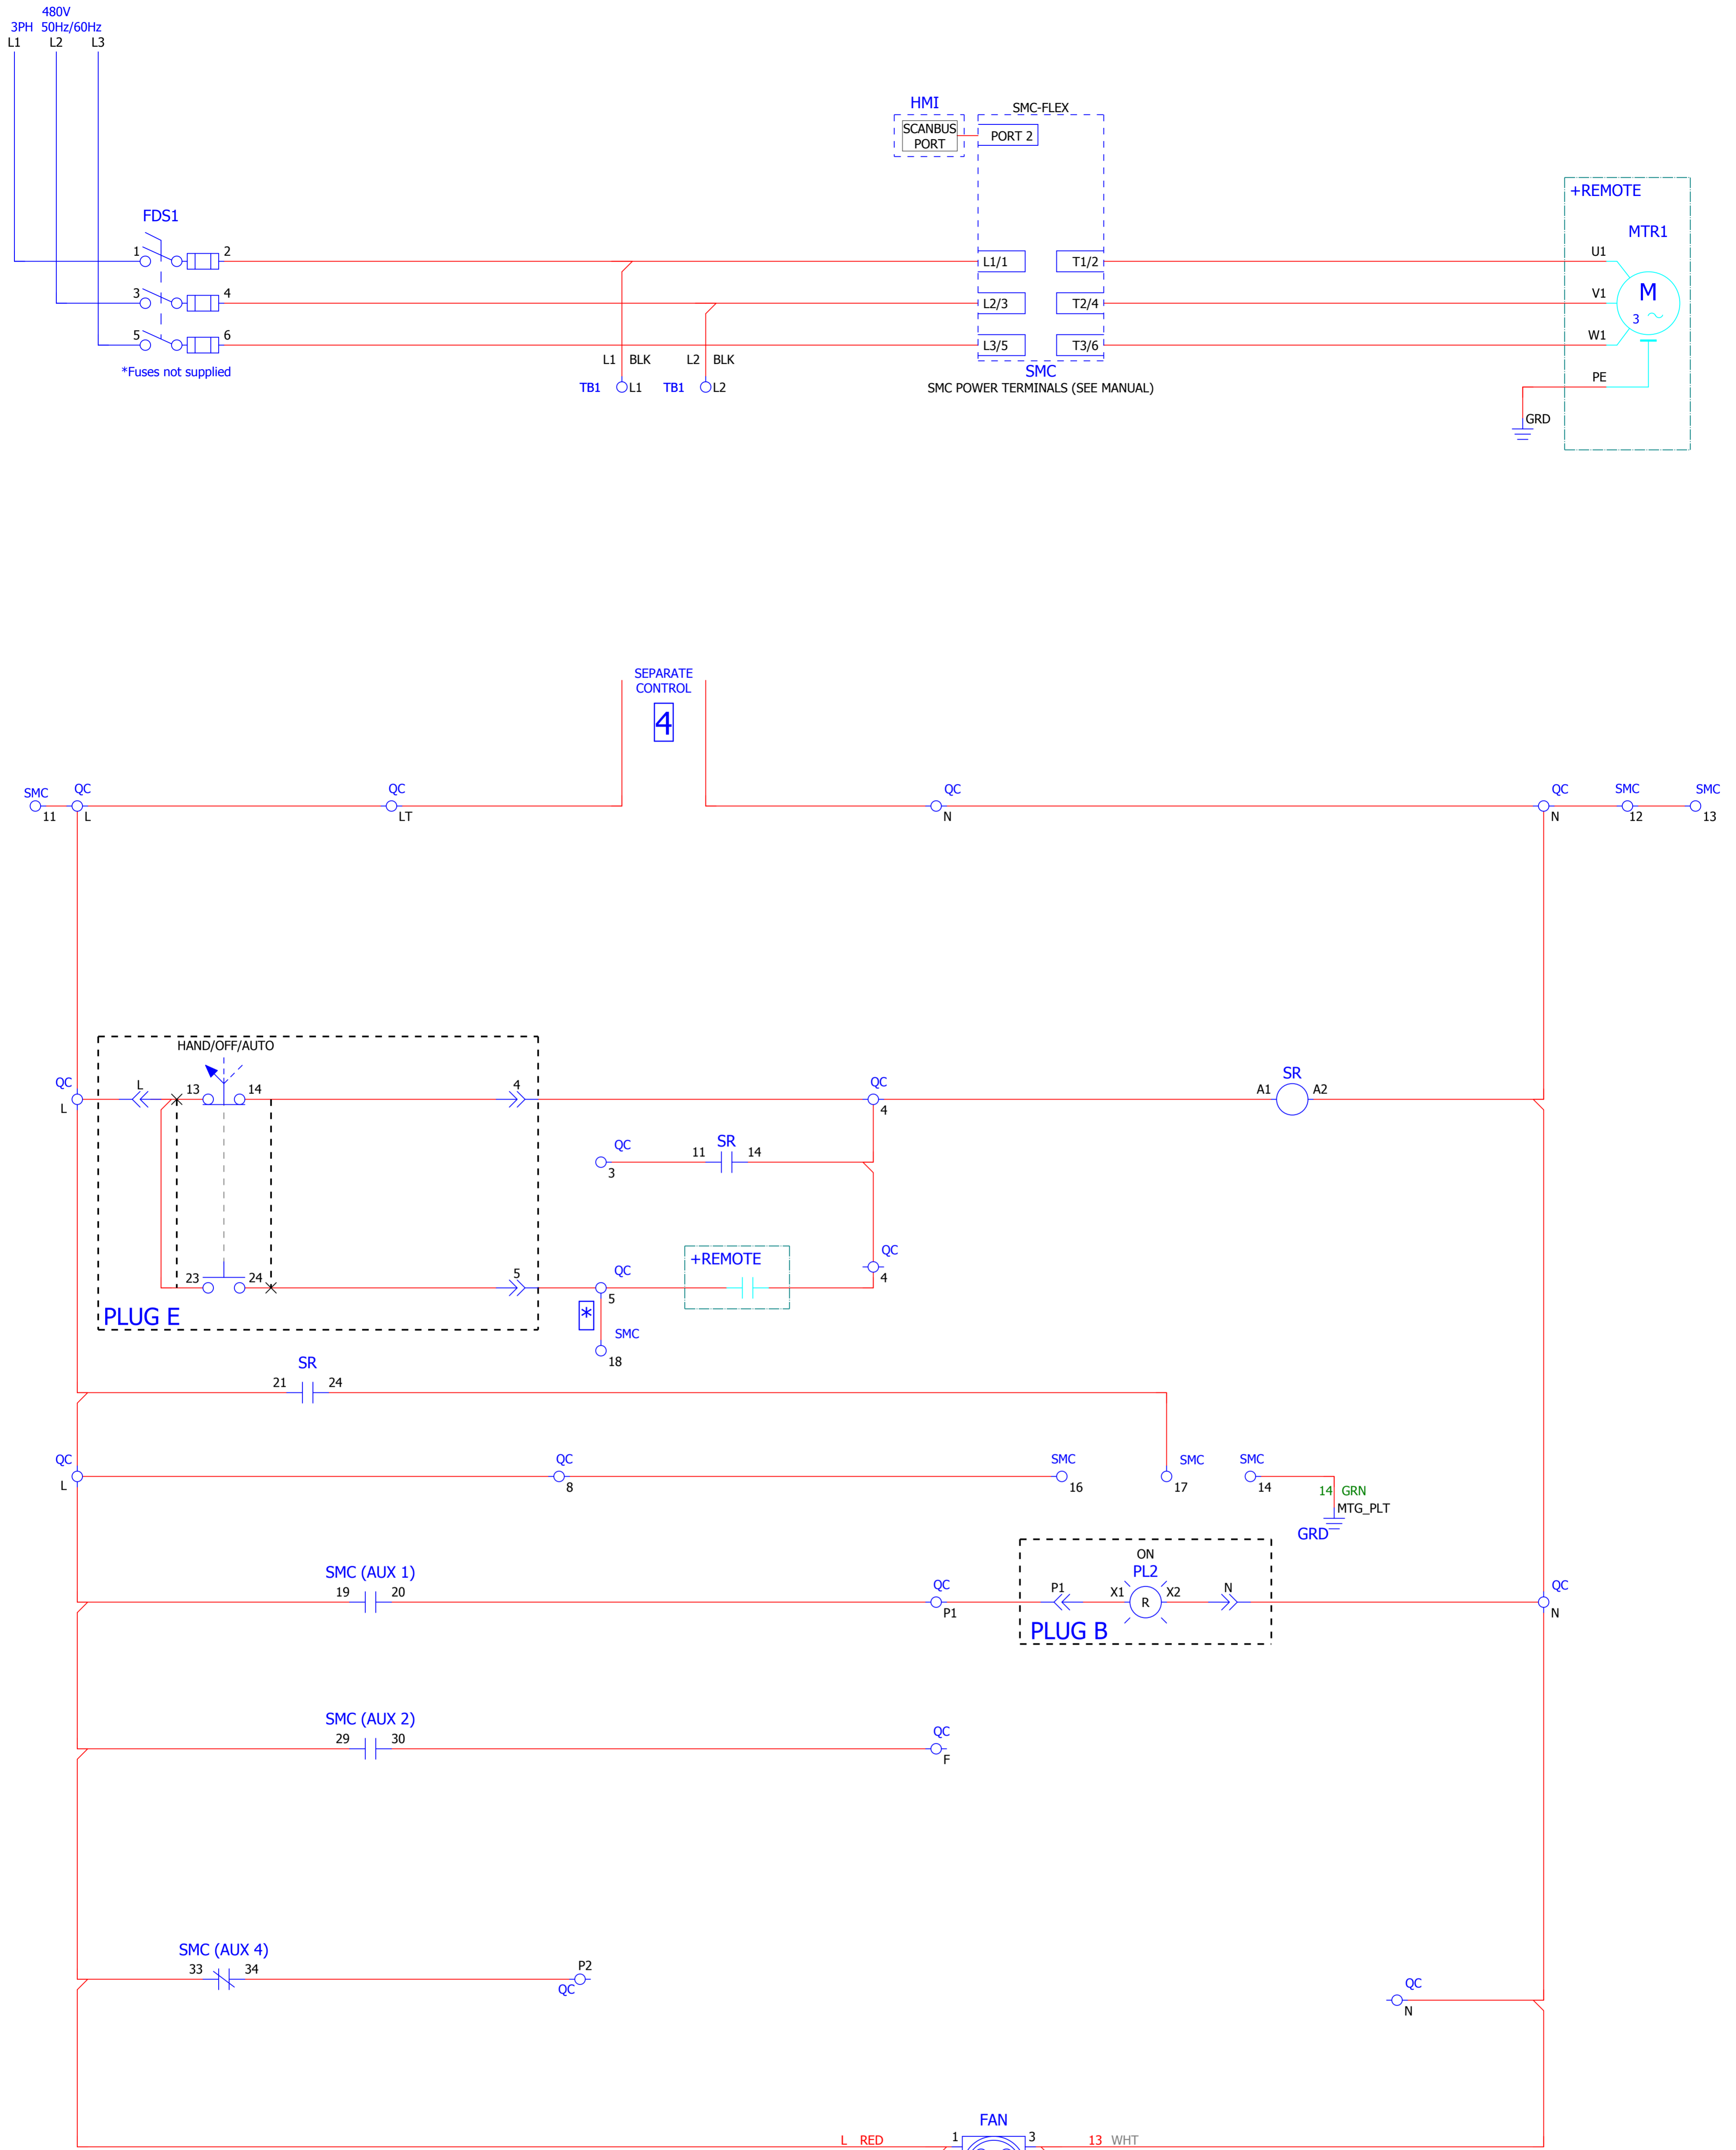 480V
3PH 50Hz/60Hz
L1 L2 L3
HMI
SMC-FLEX
SCANBUS
PORT
PORT 2
+REMOTE
MTR1
FDS1
1 2 L1/1 T1/2 U1
3 4 L2/3 T2/4 V1
M
3
5 6 L3/5 T3/6 W1
*Fuses not supplied
L1 BLK L2 BLK
TB1 L1 TB1 L2
SMC
SMC POWER TERMINALS (SEE MANUAL)
PE
GRD
SEPARATE
CONTROL
4
SMC QC QC QC QC SMC SMC
11 L LT N N 12 13
HAND/OFF/AUTO
QC L 13 14 4 QC SR
L 4 A1 A2
QC 11 SR 14
3
+REMOTE QC
4
23 24 5 QC
5
PLUG E
*
SMC
18
SR
21 24
QC QC SMC SMC SMC
L 8 16 17 14
14 GRN
MTG_PLT
GRD
ON
SMC (AUX 1) PL2
19 20 QC P1 X1 R X2 N QC
P1 N
PLUG B
SMC (AUX 2)
29 30 QC
F
SMC (AUX 4)
33 34 P2
QC
QC
N
FAN
L RED 1 3 13 WHT